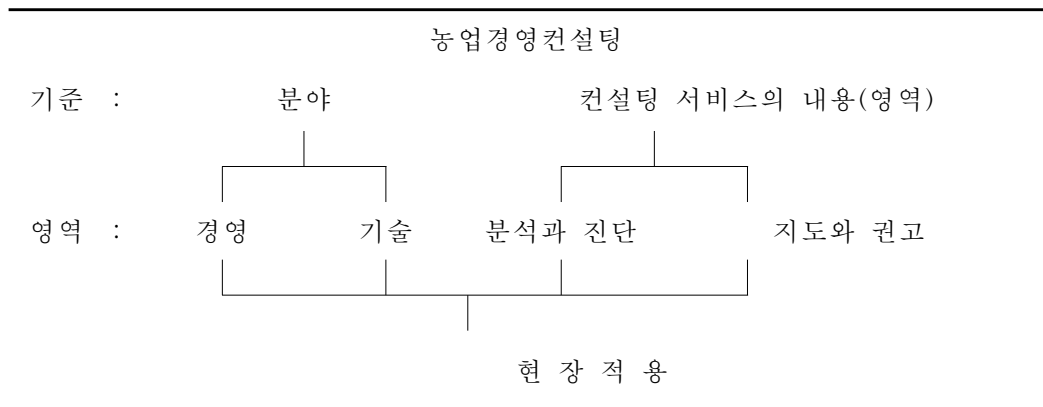 농업경영컨설팅
기준 : 분야 컨설팅 서비스의 내용(영역)
영역 : 경영 기술 분석과 진단 지도와 권고
현 장 적 용